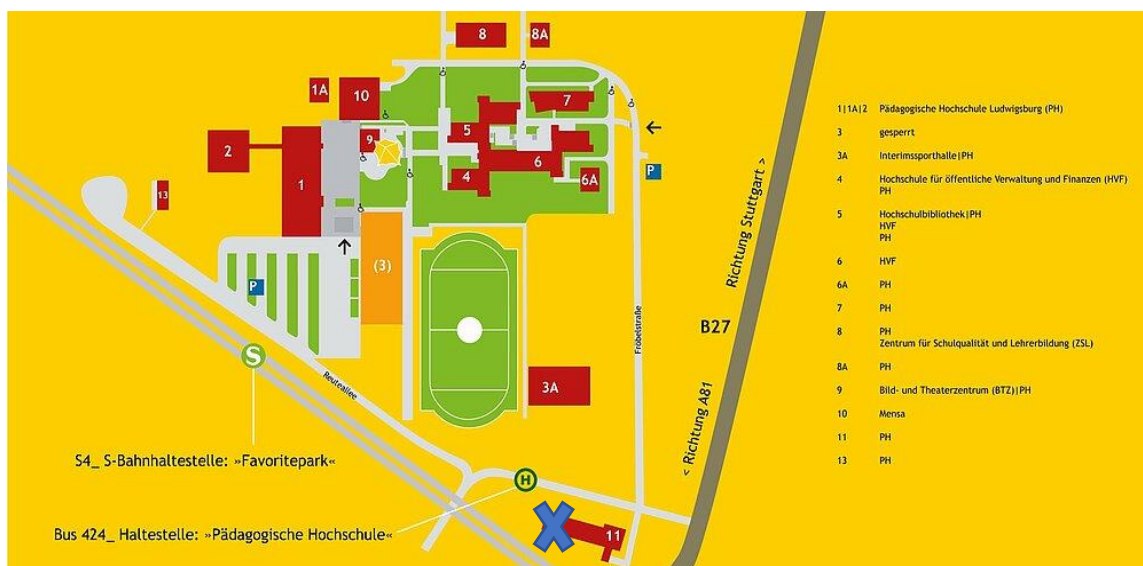 8
8A
1A
10
7
5
9
2
6
1
4
6A
P
13
(3)
P
S
Fröbelstraße
B27
Richtung Stuttgart >
< Richtung A81
3A
Reuteallee
S4_ S-Bahnhaltestelle: »Favoritepark«
H
Bus 424_ Haltestelle: »Pädagogische Hochschule«
11
1|1A|2 Pädagogische Hochschule Ludwigsburg (PH)
3 gesperrt
3A Interimssporthalle|PH
4 Hochschule für öffentliche Verwaltung und Finanzen (HVF)
PH
5 Hochschulbibliothek|PH
HVF
PH
6 HVF
6A PH
7 PH
8 PH
Zentrum für Schulqualität und Lehrerbildung (ZSL)
8A PH
9 Bild- und Theaterzentrum (BTZ)|PH
10 Mensa
11 PH
13 PH